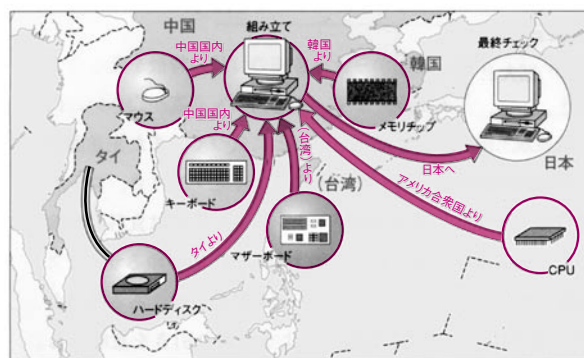 中国
組み立て
中国国内
より
韓国
より
韓国
最終チェック
マウス
中国国内
より
メモリチップ
タイ
日本へ
日本
(台湾)より
(台湾)
キーボード
アメリカ合衆国より
タイより
マザーボード
CPU
ハードディスク